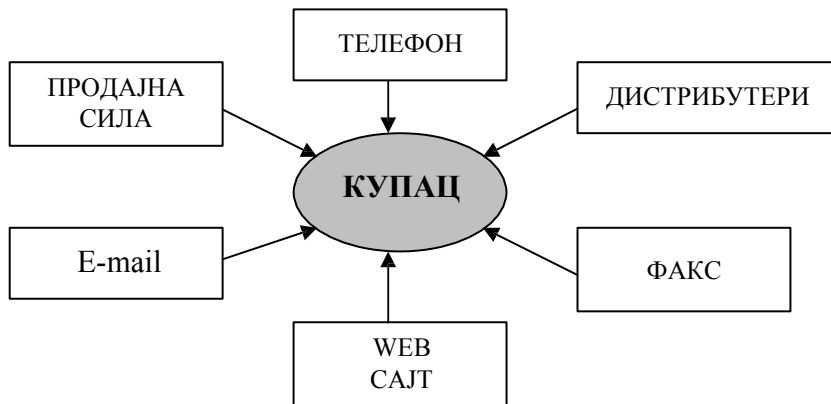 ТЕЛЕФОН
ПРОДАЈНА
СИЛА
ДИСТРИБУТЕРИ
КУПАЦ
E-mail
ФАКС
WEB
САЈТ